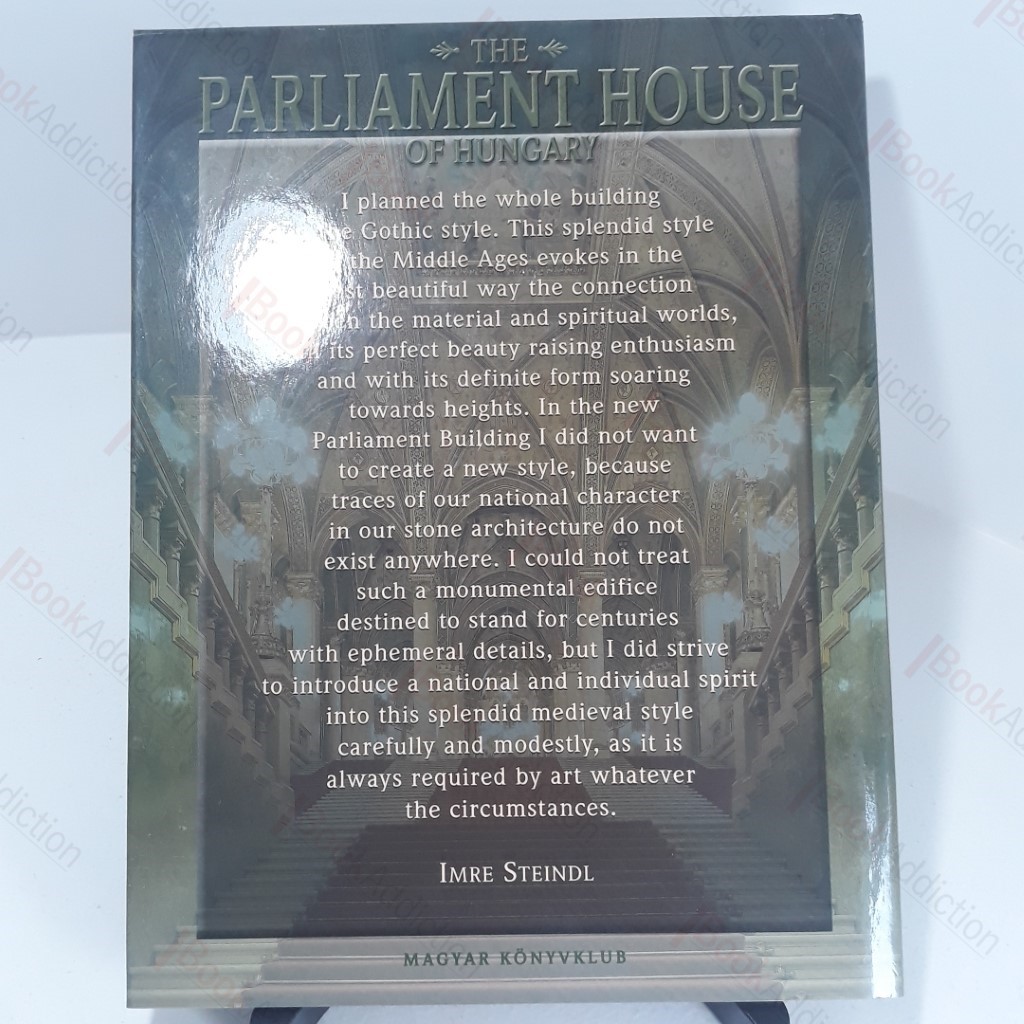 THE
PARLIAMENT HOUSE
OF HUNGARY
I planned the whole building
Gothic style. This splendid style
the Middle Ages evokes in the
beautiful way the connection
the material and spiritual worlds,
its perfect beauty raising enthusiasm
and with its definite form soaring
towards heights. In the new
Parliament Building I did not want
to create a new style, because
traces of our national character
in our stone architecture do not
exist anywhere. I could not treat
such a monumental edifice
destined to stand for centuries
with ephemeral details, but I did strive
to introduce a national and individual spirit
into this splendid medieval style
carefully and modestly, as it is
always required by art whatever
the circumstances.
IMRE STEINDL
MAGYAR KÖNYVKLUB
BookAddiction